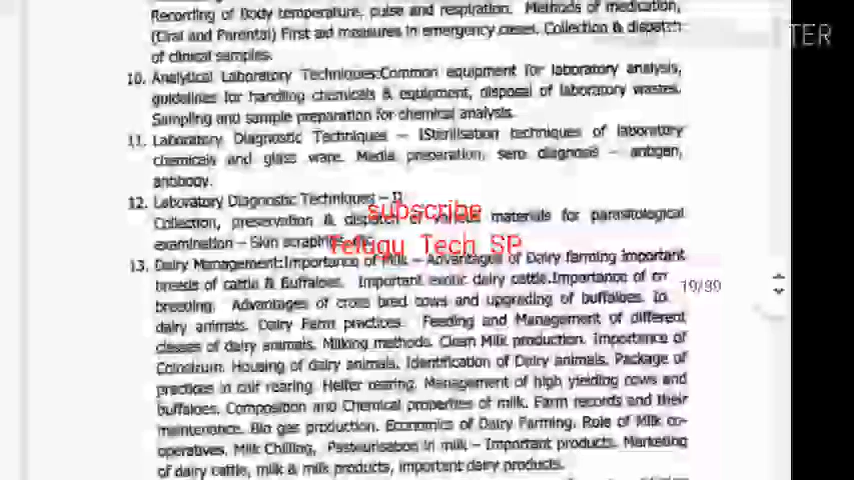 Recording of Body temperature, pulse and respiration. Methods of medication,
(Oral and Parental) First aid measures in emergency cases. Collection & dispatch
of clinical samples.
10. Analytical Laboratory Techniques:Common equipment for laboratory analysis,
guidelines for handling chemicals & equipment, disposal of laboratory wastes.
Sampling and sample preparation for chemical analysis.
11. Laboratory Diagnostic Techniques – ISterilisation techniques of laboratory
chemicals and glass ware. Media preparation, sero diagnosis – antigen,
antibody.
12. Laboratory Diagnostic Techniques – II
Collection, preservation & dispatch of various materials for parasitological
examination – Skin scrapings
subscribe
Telugu Tech SP
13. Dairy Management:Importance of Milk – Advantages of Dairy farming important
breeds of cattle & Buffaloes. Important exotic dairy cattle.Importance of
breeding. Advantages of cross bred cows and upgrading of buffaloes.
dairy animals. Dairy Farm practices. Feeding and Management of different
classes of dairy animals. Milking methods. Clean Milk production. Importance of
Colostrum. Housing of dairy animals. Identification of Dairy animals. Package of
practices in calf rearing. Heifer rearing. Management of high yielding cows and
buffaloes. Composition and Chemical properties of milk. Farm records and their
maintenance. Bio gas production. Economics of Dairy Farming. Role of Milk co-
operatives. Milk Chilling, Pasteurisation in milk – Important products. Marketing
of dairy cattle, milk & milk products, important dairy products.
19/39
TER